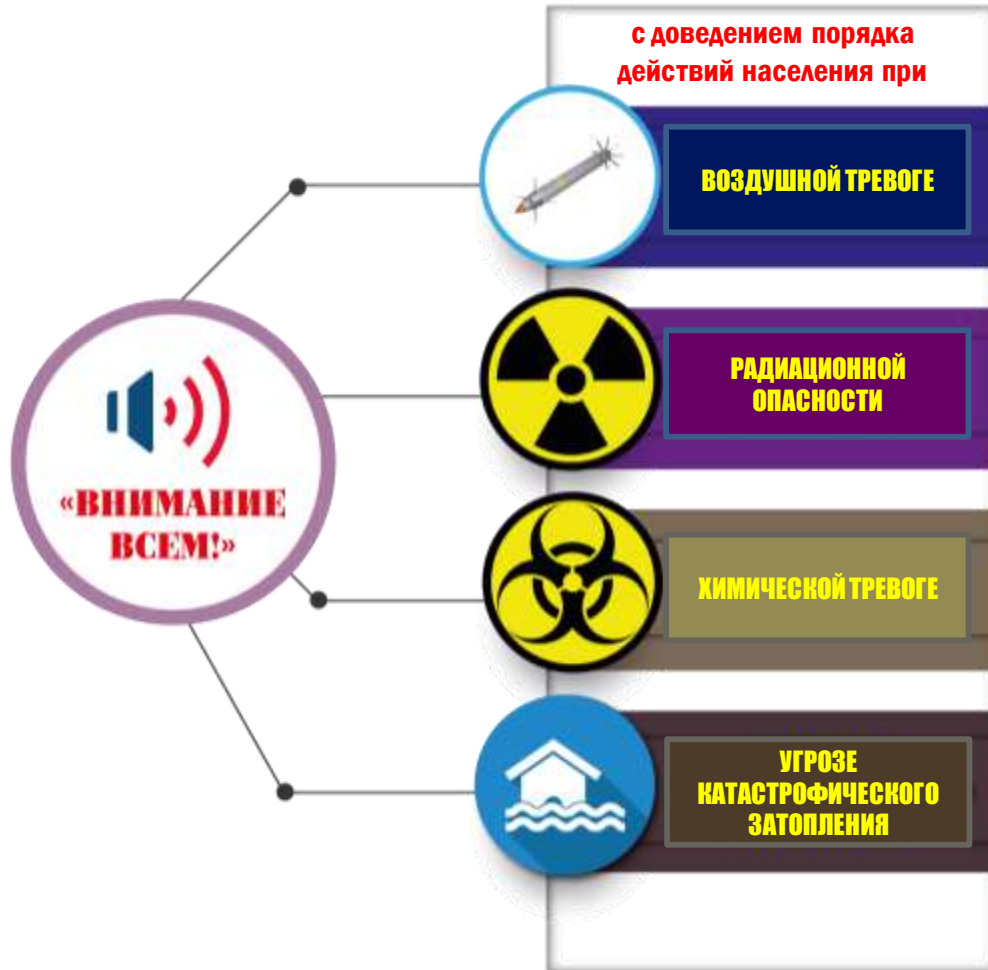 с доведением порядка
действий населения при
ВОЗДУШНОЙ ТРЕВОГЕ
РАДИАЦИОННОЙ
ОПАСНОСТИ
«ВНИМАНИЕ
ВСЕМ!»
ХИМИЧЕСКОЙ ТРЕВОГЕ
УГРОЗЕ
КАТАСТРОФИЧЕСКОГО
ЗАТОПЛЕНИЯ